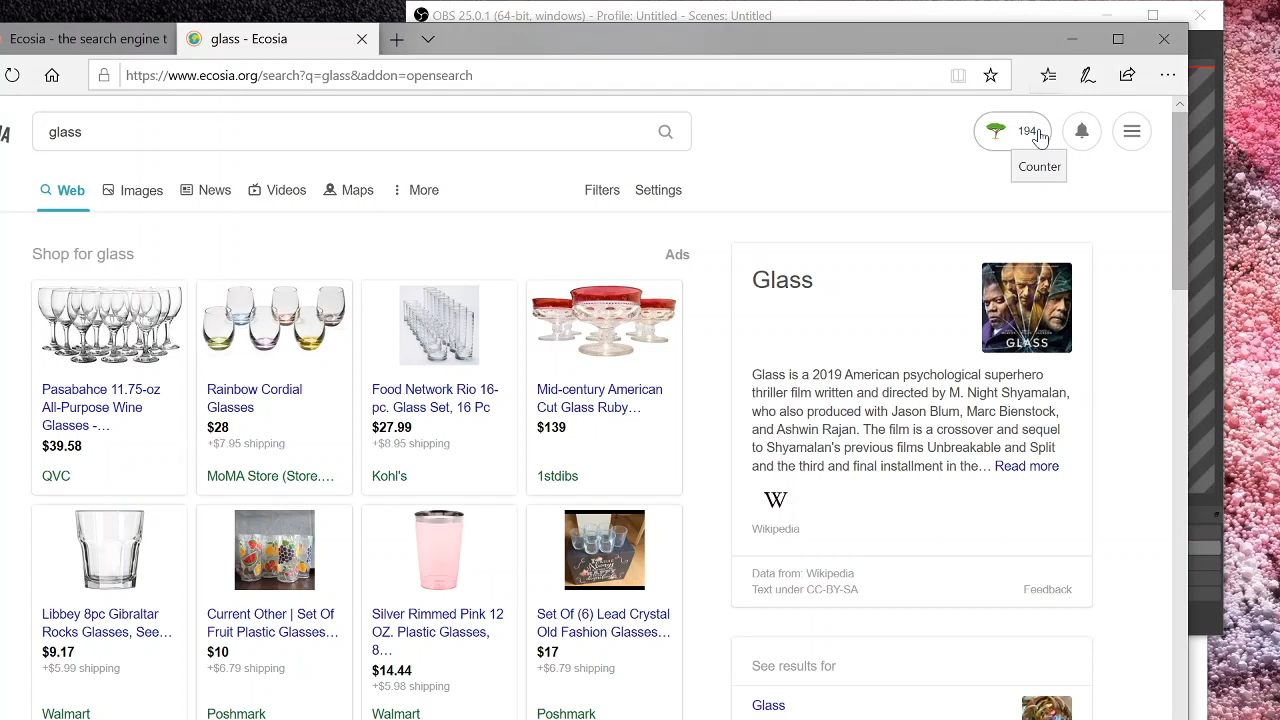 OBS 25.0.1 (64-bit, windows) - Profile: Untitled - Scenes: Untitled
Ecosia - the search engine t
glass - Ecosia
https://www.ecosia.org/search?q=glass&addon=opensearch
glass
194
Counter
Web
Images
News
Videos
Maps
More
Filters
Settings
Shop for glass
Ads
Pasabahce 11.75-oz
All-Purpose Wine
Glasses -...
$39.58
QVC
Rainbow Cordial
Glasses
$28
+$7.95 shipping
MoMA Store (Store....
Food Network Rio 16-
pc. Glass Set, 16 Pc
$27.99
+$8.95 shipping
Kohl's
Mid-century American
Cut Glass Ruby...
$139
1stdibs
Libbey 8pc Gibraltar
Rocks Glasses, See...
$9.17
+$5.99 shipping
Walmart
Current Other | Set Of
Fruit Plastic Glasses...
$10
+$6.79 shipping
Poshmark
Silver Rimmed Pink 12
OZ. Plastic Glasses,
8...
$14.44
+$5.98 shipping
Walmart
Set Of (6) Lead Crystal
Old Fashion Glasses...
$17
+$6.79 shipping
Poshmark
Glass
GLASS
Glass is a 2019 American psychological superhero
thriller film written and directed by M. Night Shyamalan,
who also produced with Jason Blum, Marc Bienstock,
and Ashwin Rajan. The film is a crossover and sequel
to Shyamalan's previous films Unbreakable and Split
and the third and final installment in the... Read more
W
Wikipedia
Data from: Wikipedia
Text under CC-BY-SA
Feedback
See results for
Glass